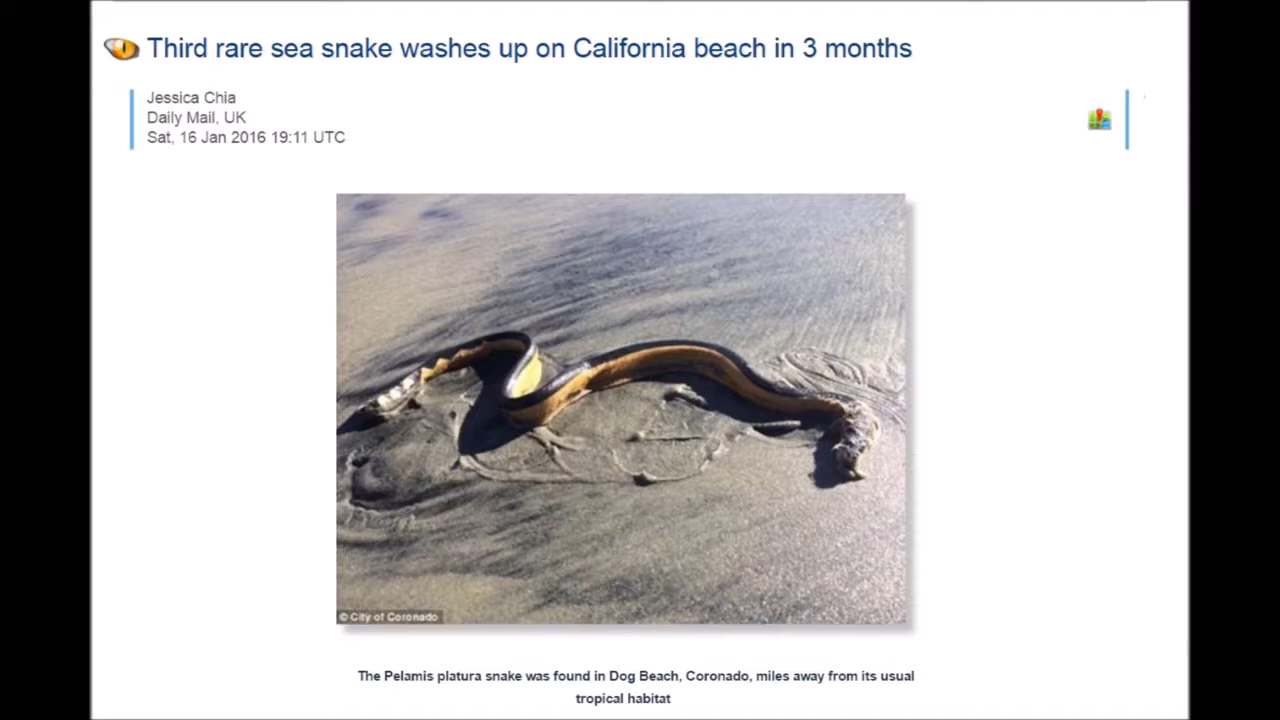 Third rare sea snake washes up on California beach in 3 months
Jessica Chia
Daily Mail, UK
Sat, 16 Jan 2016 19:11 UTC
© City of Coronado
The Pelamis platura snake was found in Dog Beach, Coronado, miles away from its usual
tropical habitat